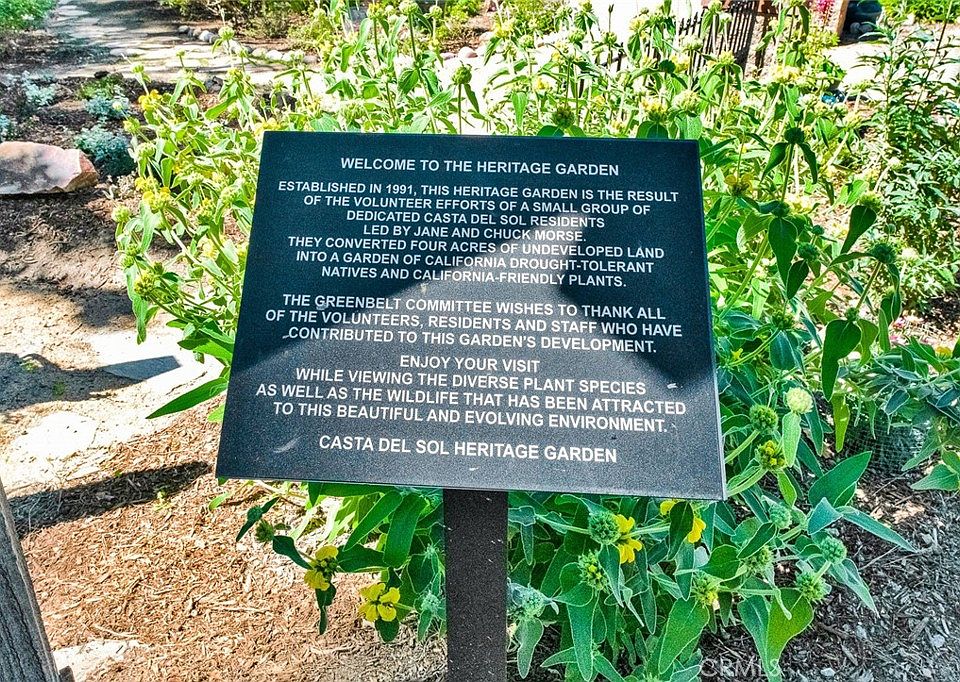 WELCOME TO THE HERITAGE GARDEN
ESTABLISHED IN 1991, THIS HERITAGE GARDEN IS THE RESULT
OF THE VOLUNTEER EFFORTS OF A SMALL GROUP OF
DEDICATED CASTA DEL SOL RESIDENTS
LED BY JANE AND CHUCK MORSE.
THEY CONVERTED FOUR ACRES OF UNDEVELOPED LAND
INTO A GARDEN OF CALIFORNIA DROUGHT-TOLERANT
NATIVES AND CALIFORNIA-FRIENDLY PLANTS.
THE GREENBELT COMMITTEE WISHES TO THANK ALL
OF THE VOLUNTEERS, RESIDENTS AND STAFF WHO HAVE
CONTRIBUTED TO THIS GARDEN'S DEVELOPMENT.
ENJOY YOUR VISIT
WHILE VIEWING THE DIVERSE PLANT SPECIES
AS WELL AS THE WILDLIFE THAT HAS BEEN ATTRACTED
TO THIS BEAUTIFUL AND EVOLVING ENVIRONMENT.
CASTA DEL SOL HERITAGE GARDEN
CRMLS